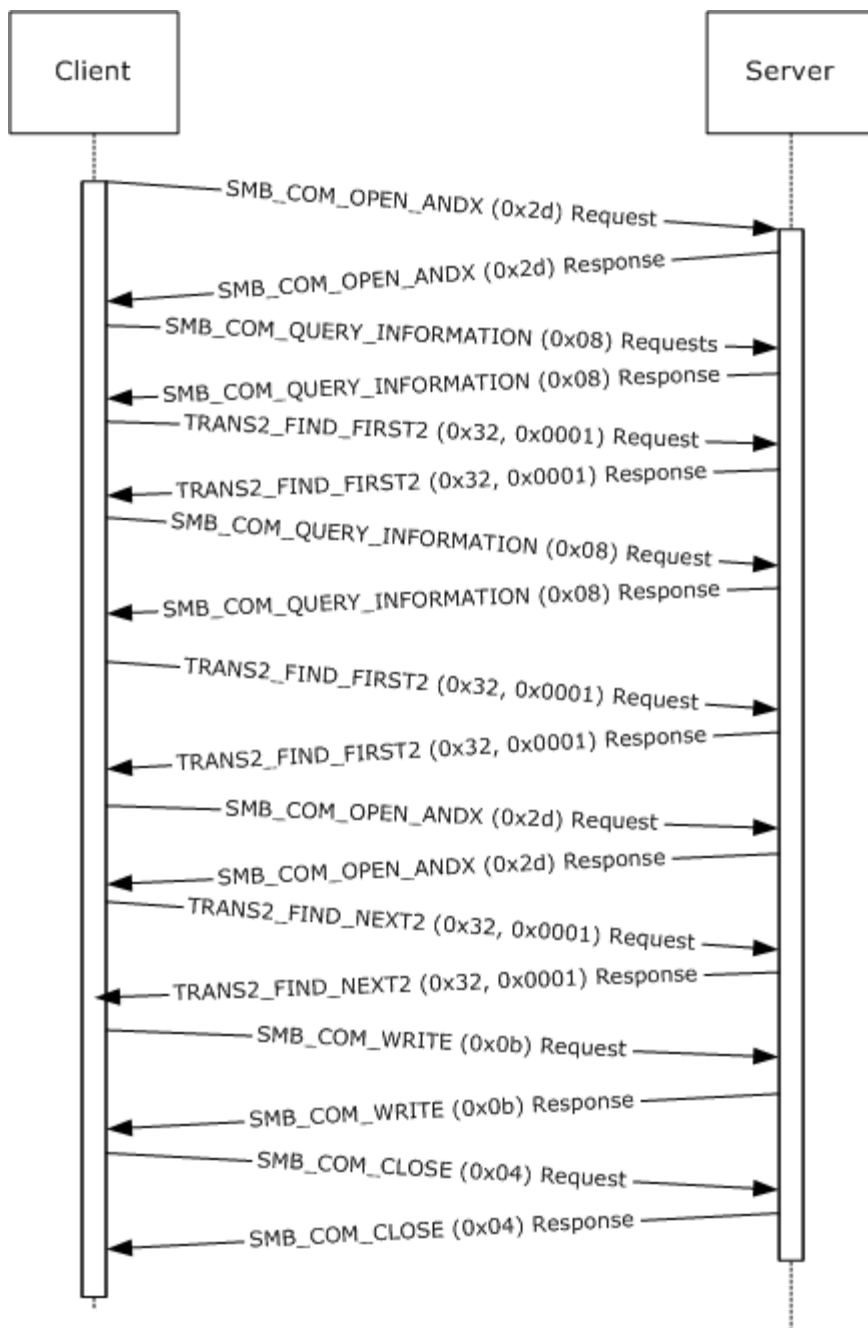 Client
Server
SMB_COM_OPEN_ANDX (0x2d) Request
SMB_COM_OPEN_ANDX (0x2d) Response
SMB_COM_QUERY_INFORMATION (0x08) Requests
SMB_COM_QUERY_INFORMATION (0x08) Response
TRANS2_FIND_FIRST2 (0x32, 0x0001) Request
TRANS2_FIND_FIRST2 (0x32, 0x0001) Response
SMB_COM_QUERY_INFORMATION (0x08) Request
SMB_COM_QUERY_INFORMATION (0x08) Response
TRANS2_FIND_FIRST2 (0x32, 0x0001) Request
TRANS2_FIND_FIRST2 (0x32, 0x0001) Response
SMB_COM_OPEN_ANDX (0x2d) Request
SMB_COM_OPEN_ANDX (0x2d) Response
TRANS2_FIND_NEXT2 (0x32, 0x0001) Request
TRANS2_FIND_NEXT2 (0x32, 0x0001) Response
SMB_COM_WRITE (0x0b) Request
SMB_COM_WRITE (0x0b) Response
SMB_COM_CLOSE (0x04) Request
SMB_COM_CLOSE (0x04) Response